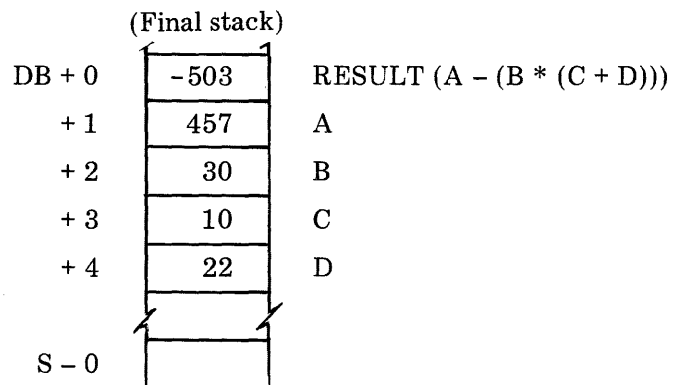 (Final stack)
DB + 0 -503 RESULT (A – (B * (C + D)))
+ 1 457 A
+ 2 30 B
+ 3 10 C
+ 4 22 D
S – 0